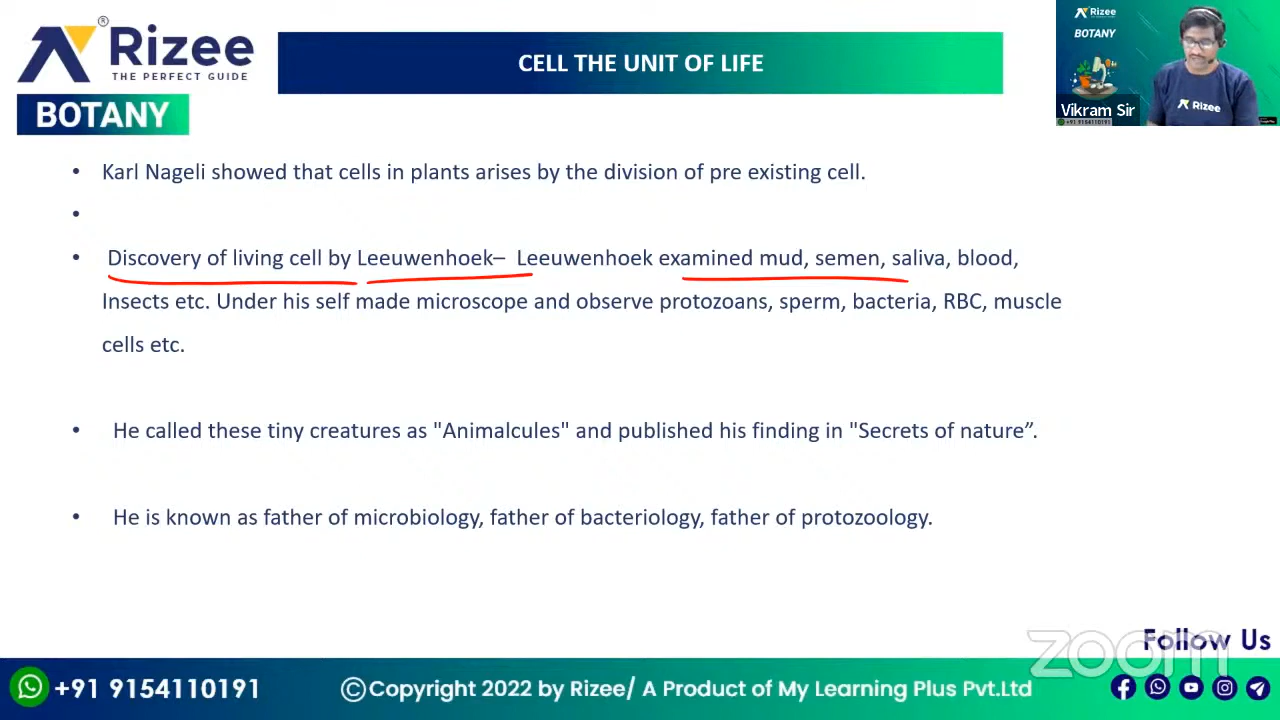 Rizee
®
THE PERFECT GUIDE
BOTANY
CELL THE UNIT OF LIFE
Rizee
BOTANY
Rizee
Vikram Sir
+91 9154110191
• Karl Nageli showed that cells in plants arises by the division of pre existing cell.
•
• Discovery of living cell by Leeuwenhoek– Leeuwenhoek examined mud, semen, saliva, blood,
Insects etc. Under his self made microscope and observe protozoans, sperm, bacteria, RBC, muscle
cells etc.
• He called these tiny creatures as "Animalcules" and published his finding in "Secrets of nature”.
• He is known as father of microbiology, father of bacteriology, father of protozoology.
Follow Us
zoom
+91 9154110191
©Copyright 2022 by Rizee/ A Product of My Learning Plus Pvt.Ltd